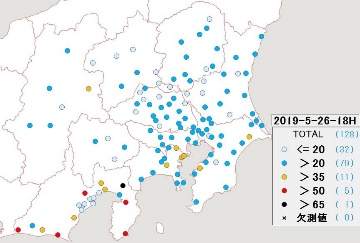 2019-5-26-18H
TOTAL (128)
<= 20 (32)
> 20 (79)
> 35 (11)
> 50 (5)
> 65 (1)
× 欠測値 (0)